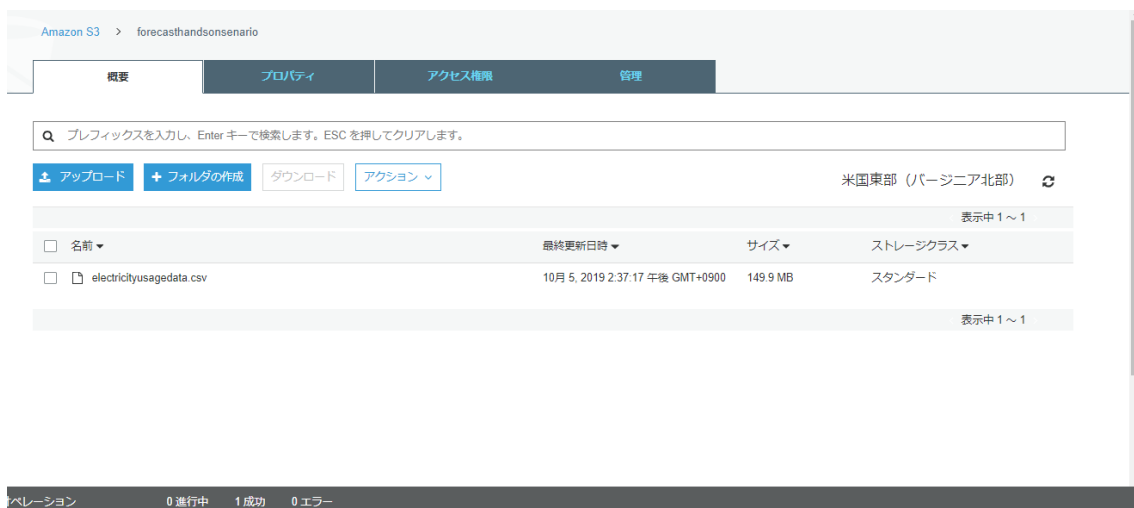 Amazon S3 > forecasthandsonsenario
概要 プロパティ アクセス権限 管理
プレフィックスを入力し、Enter キーで検索します。ESC を押してクリアします。
アップロード + フォルダの作成 ダウンロード アクション
米国東部（バージニア北部）
表示中 1 ～ 1
名前 最終更新日時 サイズ ストレージクラス
electricityusagedata.csv 10月 5, 2019 2:37:17 午後 GMT+0900 149.9 MB スタンダード
表示中 1 ～ 1
ペレーション 0 進行中 1 成功 0 エラー